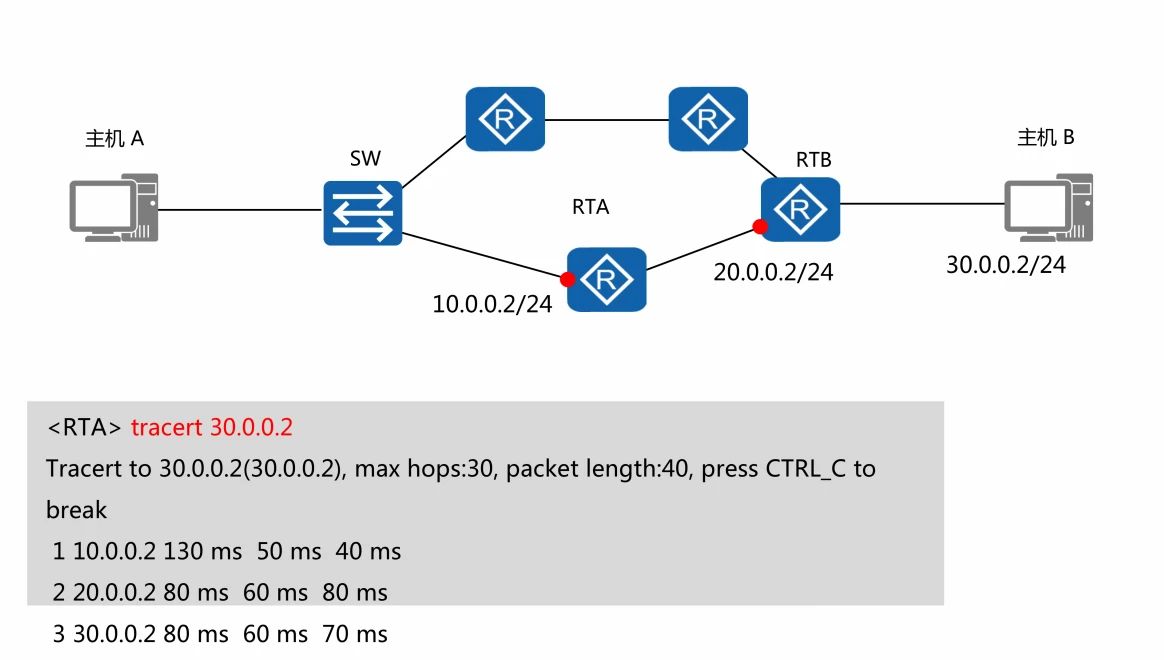 主机 A
SW
RTB
主机 B
RTA
R
R
R
R
10.0.0.2/24
20.0.0.2/24
30.0.0.2/24
<RTA> tracert 30.0.0.2
Tracert to 30.0.0.2(30.0.0.2), max hops:30, packet length:40, press CTRL_C to
break
1 10.0.0.2 130 ms  50 ms  40 ms
2 20.0.0.2 80 ms  60 ms  80 ms
3 30.0.0.2 80 ms  60 ms  70 ms